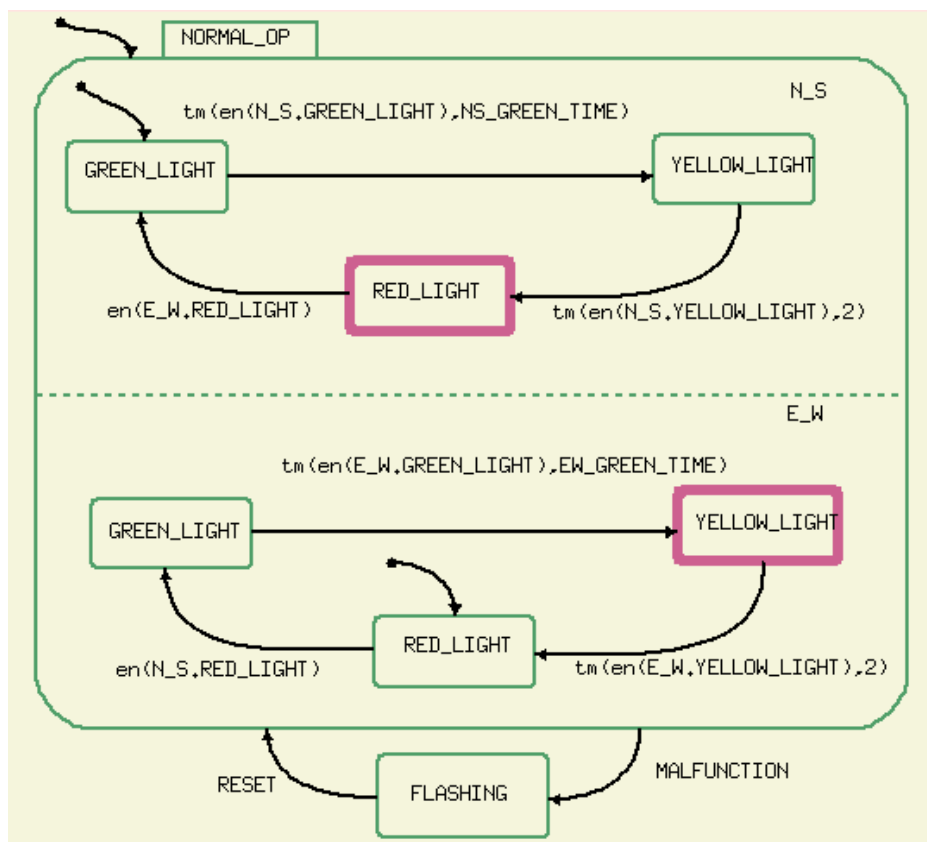 NORMAL_OP
N_S
tm(en(N_S.GREEN_LIGHT),NS_GREEN_TIME)
GREEN_LIGHT
YELLOW_LIGHT
RED_LIGHT
en(E_W.RED_LIGHT)
tm(en(N_S.YELLOW_LIGHT),2)
E_W
tm(en(E_W.GREEN_LIGHT),EW_GREEN_TIME)
GREEN_LIGHT
YELLOW_LIGHT
RED_LIGHT
en(N_S.RED_LIGHT)
tm(en(E_W.YELLOW_LIGHT),2)
RESET
FLASHING
MALFUNCTION